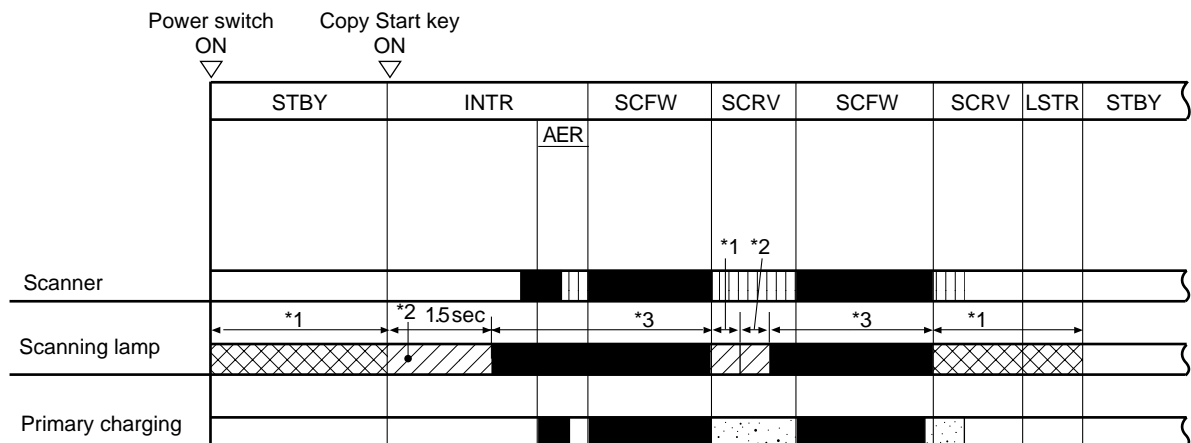 Power switch Copy Start key
ON ON
STBY INTR SCFW SCRV SCFW SCRV LSTR STBY
AER
*1 *2
Scanner
*1 *2 1.5sec *3 *3 *1
Scanning lamp
Primary charging